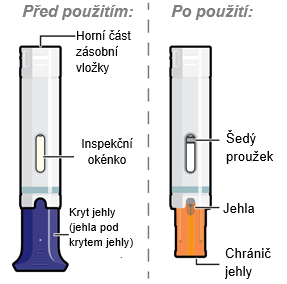 Před použitím:
Horní část
zásobní
vložky
Inspekční
okénko
Kryt jehly
(jehla pod
krytem jehly)
Po použití:
Šedý
proužek
Jehla
Chránič
jehly